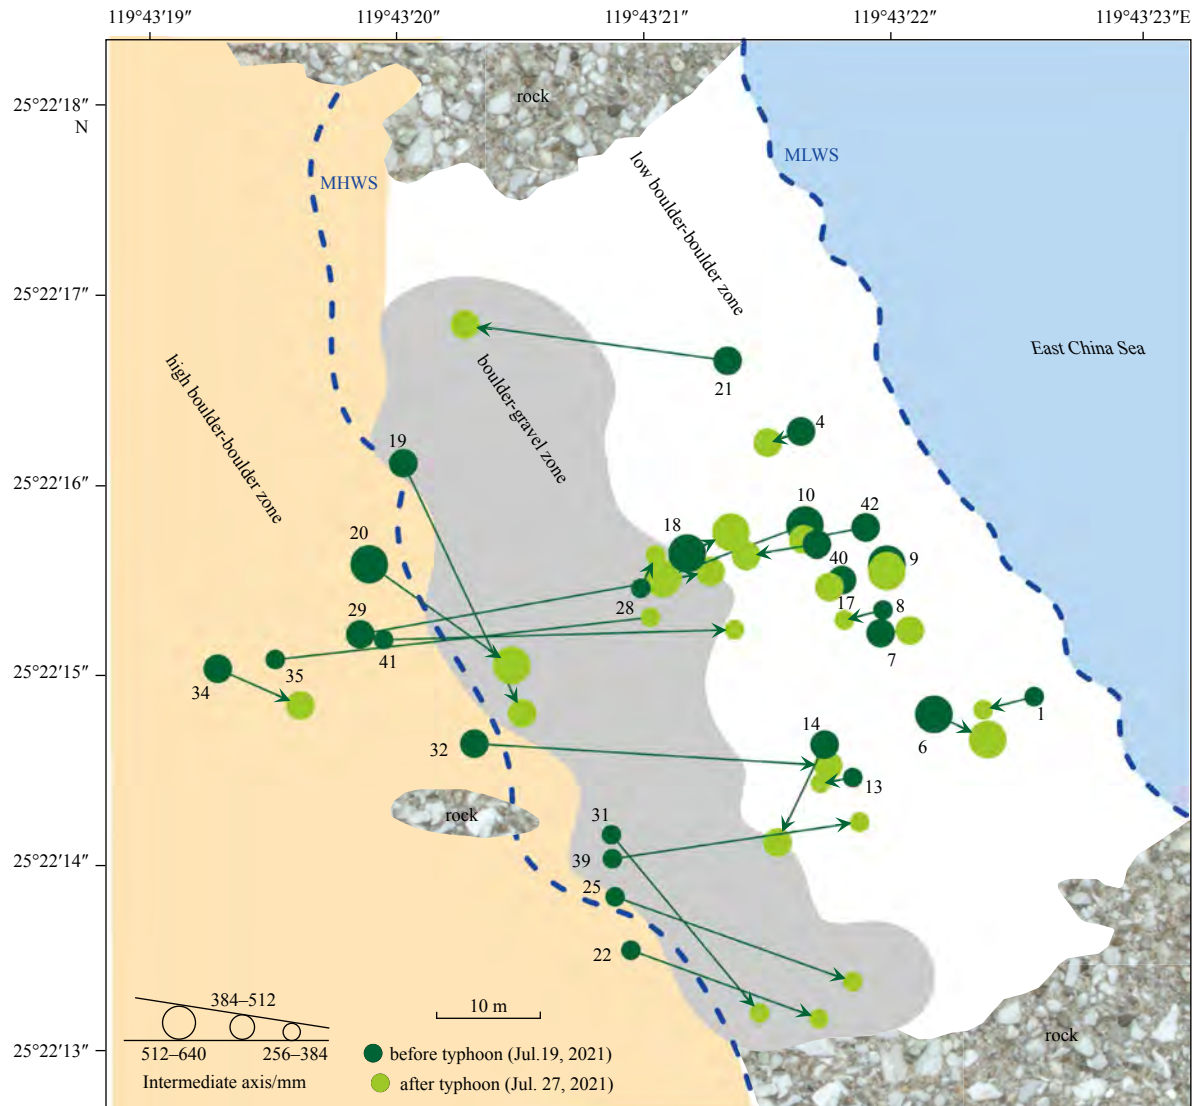 119°43′19″ 119°43′20″ 119°43′21″ 119°43′22″ 119°43′23″E
25°22′18″
N
25°22′17″
25°22′16″
25°22′15″
25°22′14″
25°22′13″
rock
MLWS
MHWS
low boulder-boulder zone
East China Sea
high boulder-boulder zone
boulder-gravel zone
21
4
19
10
42
18
20
40
9
28
17
8
29
41
7
35
34
1
6
14
32
13
rock
31
39
25
22
384–512
512–640
256–384
Intermediate axis/mm
10 m
before typhoon (Jul.19, 2021)
after typhoon (Jul. 27, 2021)
rock